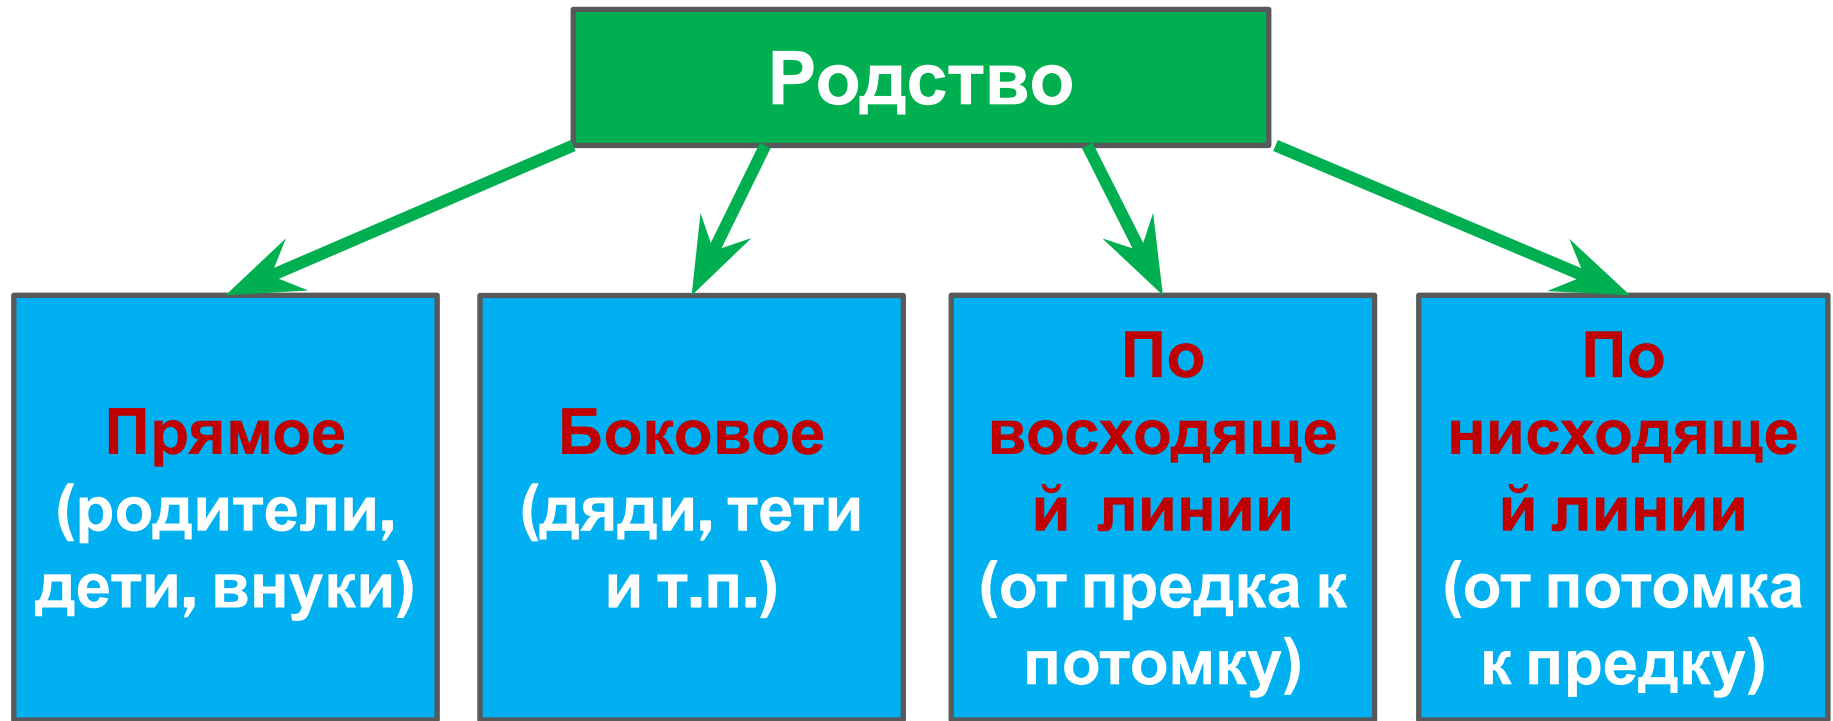 Родство
Прямое
(родители,
дети, внуки)
Боковое
(дяди, тети
и т.п.)
По
восходяще
й линии
(от предка к
потомку)
По
нисходяще
й линии
(от потомка
к предку)